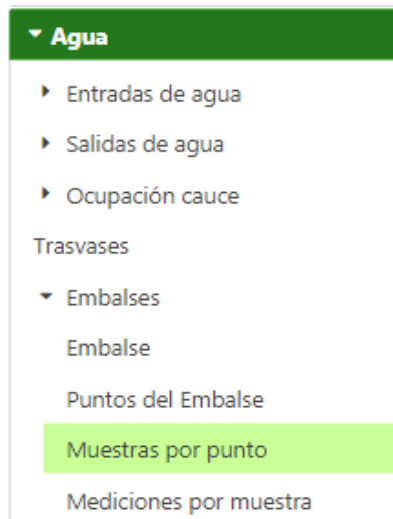 Agua
Entradas de agua
Salidas de agua
Ocupación cauce
Trasvases
Embalses
Embalse
Puntos del Embalse
Muestras por punto
Mediciones por muestra